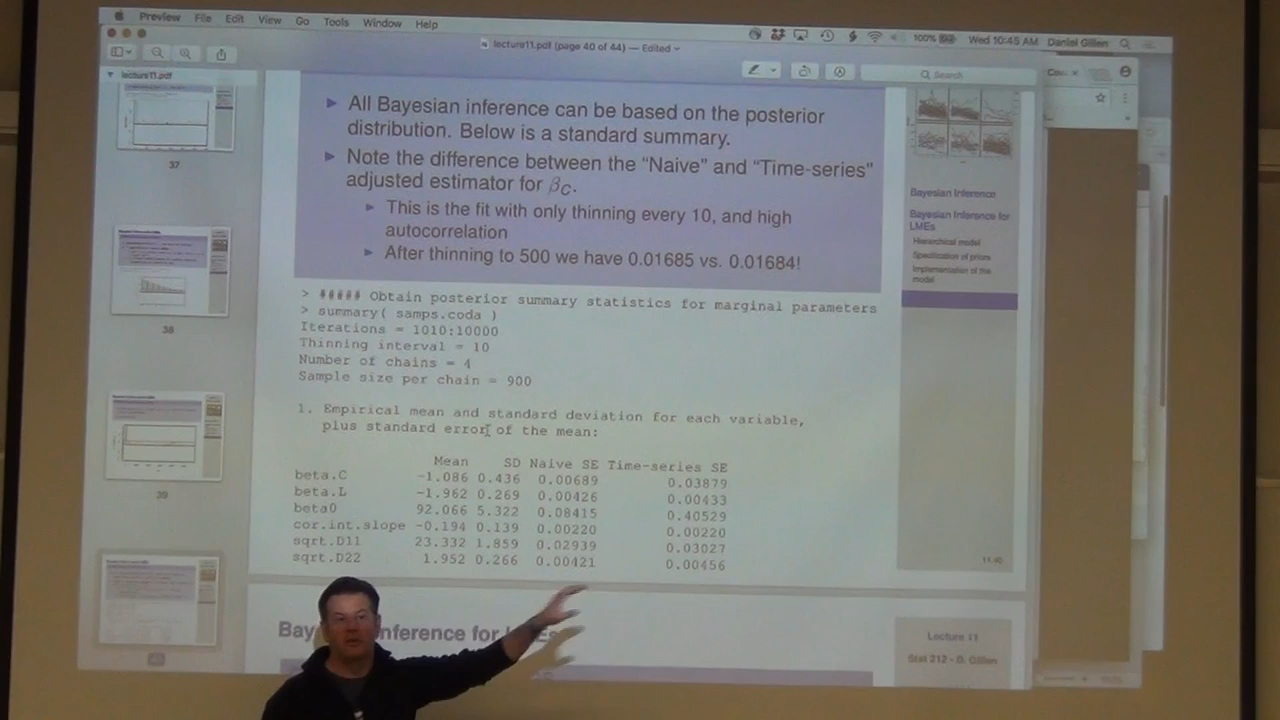 Preview File Edit View Go Tools Window Help
100% Wed 10:45 AM Daniel Gillen
lecture11.pdf (page 40 of 44) — Edited
Search
lecture11.pdf
37
38
39
40
▸ All Bayesian inference can be based on the posterior
distribution. Below is a standard summary.
▸ Note the difference between the "Naive" and "Time-series"
adjusted estimator for βC.
▸ This is the fit with only thinning every 10, and high
autocorrelation
▸ After thinning to 500 we have 0.01685 vs. 0.01684!
> ##### Obtain posterior summary statistics for marginal parameters
> summary( samps.coda )
Iterations = 1010:10000
Thinning interval = 10
Number of chains = 4
Sample size per chain = 900
1. Empirical mean and standard deviation for each variable,
plus standard error of the mean:
Mean SD Naive SE Time-series SE
beta.C -1.086 0.436 0.00689 0.03879
beta.L -1.962 0.269 0.00426 0.00433
beta0 92.066 5.322 0.08415 0.40529
cor.int.slope -0.194 0.139 0.00220 0.00220
sqrt.D11 23.332 1.859 0.02939 0.03027
sqrt.D22 1.952 0.266 0.00421 0.00456
Bayesian Inference
Bayesian Inference for
LMEs
Hierarchical model
Specification of priors
Implementation of the
model
11.40
Bay nference for LMEs
Lecture 11
Stat 212 - D. Gillen